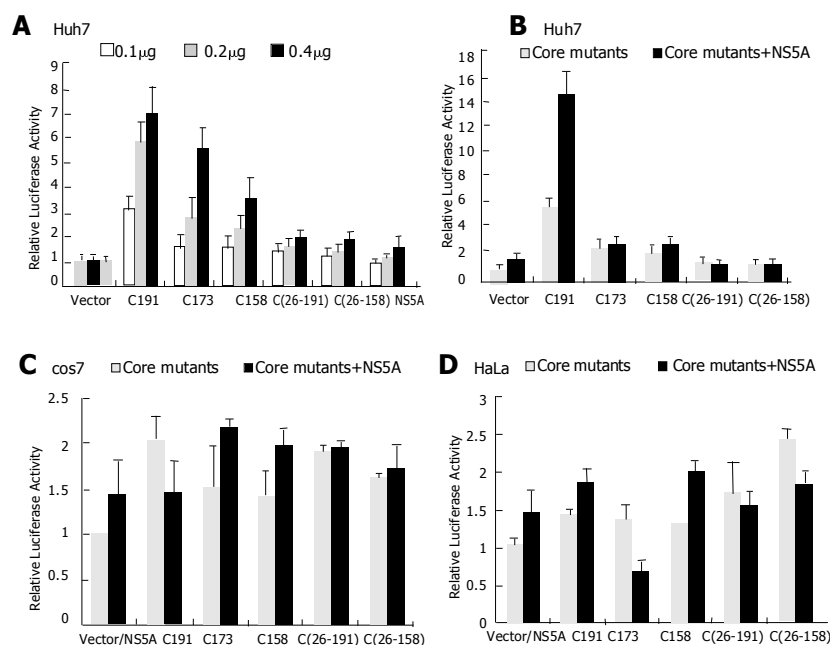 A Huh7
0.1µg 0.2µg 0.4µg
Relative Luciferase Activity
9
8
7
6
5
4
3
2
1
0
Vector C191 C173 C158 C(26-191) C(26-158) NS5A
B Huh7
Core mutants Core mutants+NS5A
Relative Luciferase Activity
18
16
14
12
10
8
6
4
2
0
Vector C191 C173 C158 C(26-191) C(26-158)
C cos7
Core mutants Core mutants+NS5A
Relative Luciferase Activity
2.5
2
1.5
1
0.5
0
Vector/NS5A C191 C173 C158 C(26-191) C(26-158)
D HaLa
Core mutants Core mutants+NS5A
Relative Luciferase Activity
3
2.5
2
1.5
1
0.5
0
Vector/NS5A C191 C173 C158 C(26-191) C(26-158)